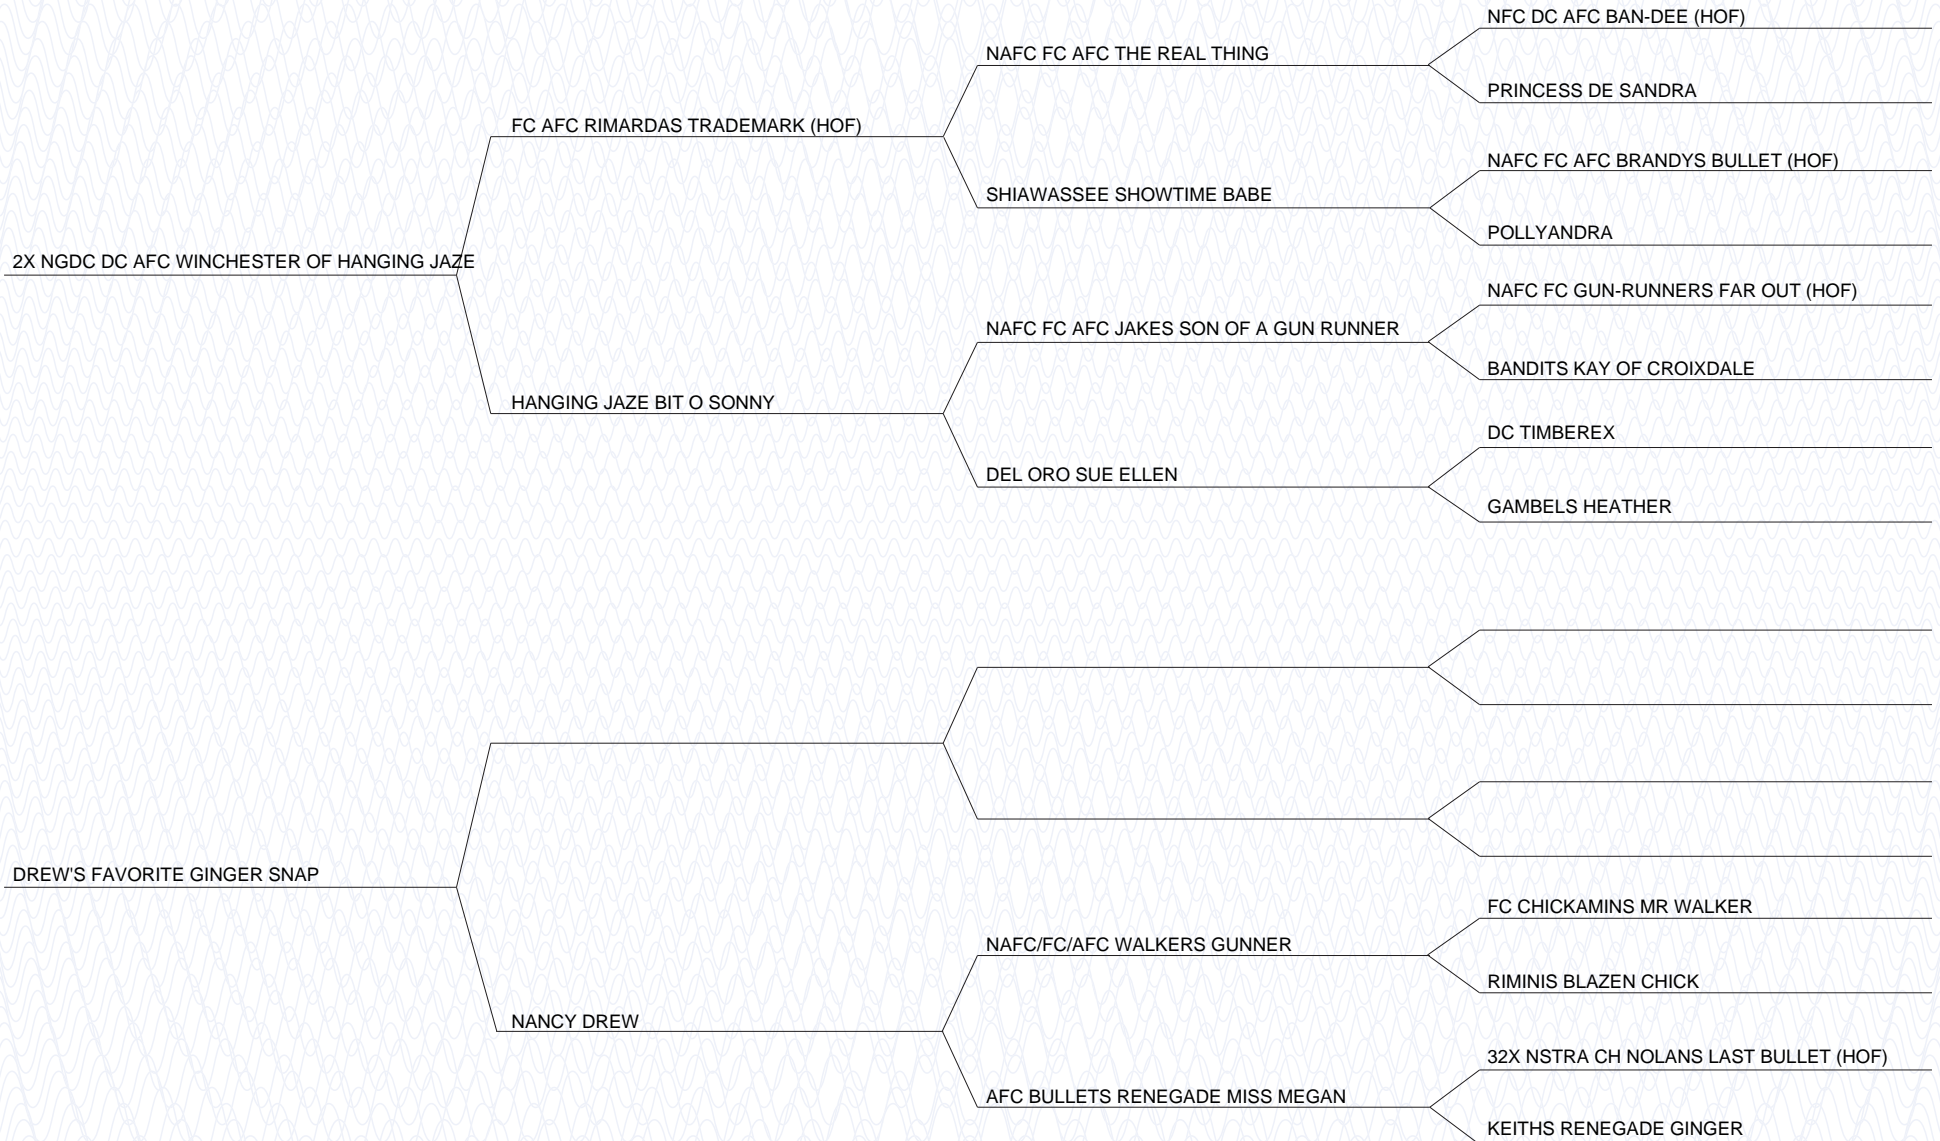 NFC DC AFC BAN-DEE (HOF)
NAFC FC AFC THE REAL THING
PRINCESS DE SANDRA
FC AFC RIMARDAS TRADEMARK (HOF)
NAFC FC AFC BRANDYS BULLET (HOF)
SHIAWASSEE SHOWTIME BABE
POLLYANDRA
2X NGDC DC AFC WINCHESTER OF HANGING JAZE
NAFC FC GUN-RUNNERS FAR OUT (HOF)
NAFC FC AFC JAKES SON OF A GUN RUNNER
BANDITS KAY OF CROIXDALE
HANGING JAZE BIT O SONNY
DC TIMBEREX
DEL ORO SUE ELLEN
GAMBELS HEATHER
DREW'S FAVORITE GINGER SNAP
FC CHICKAMINS MR WALKER
NAFC/FC/AFC WALKERS GUNNER
RIMINIS BLAZEN CHICK
NANCY DREW
32X NSTRA CH NOLANS LAST BULLET (HOF)
AFC BULLETS RENEGADE MISS MEGAN
KEITHS RENEGADE GINGER